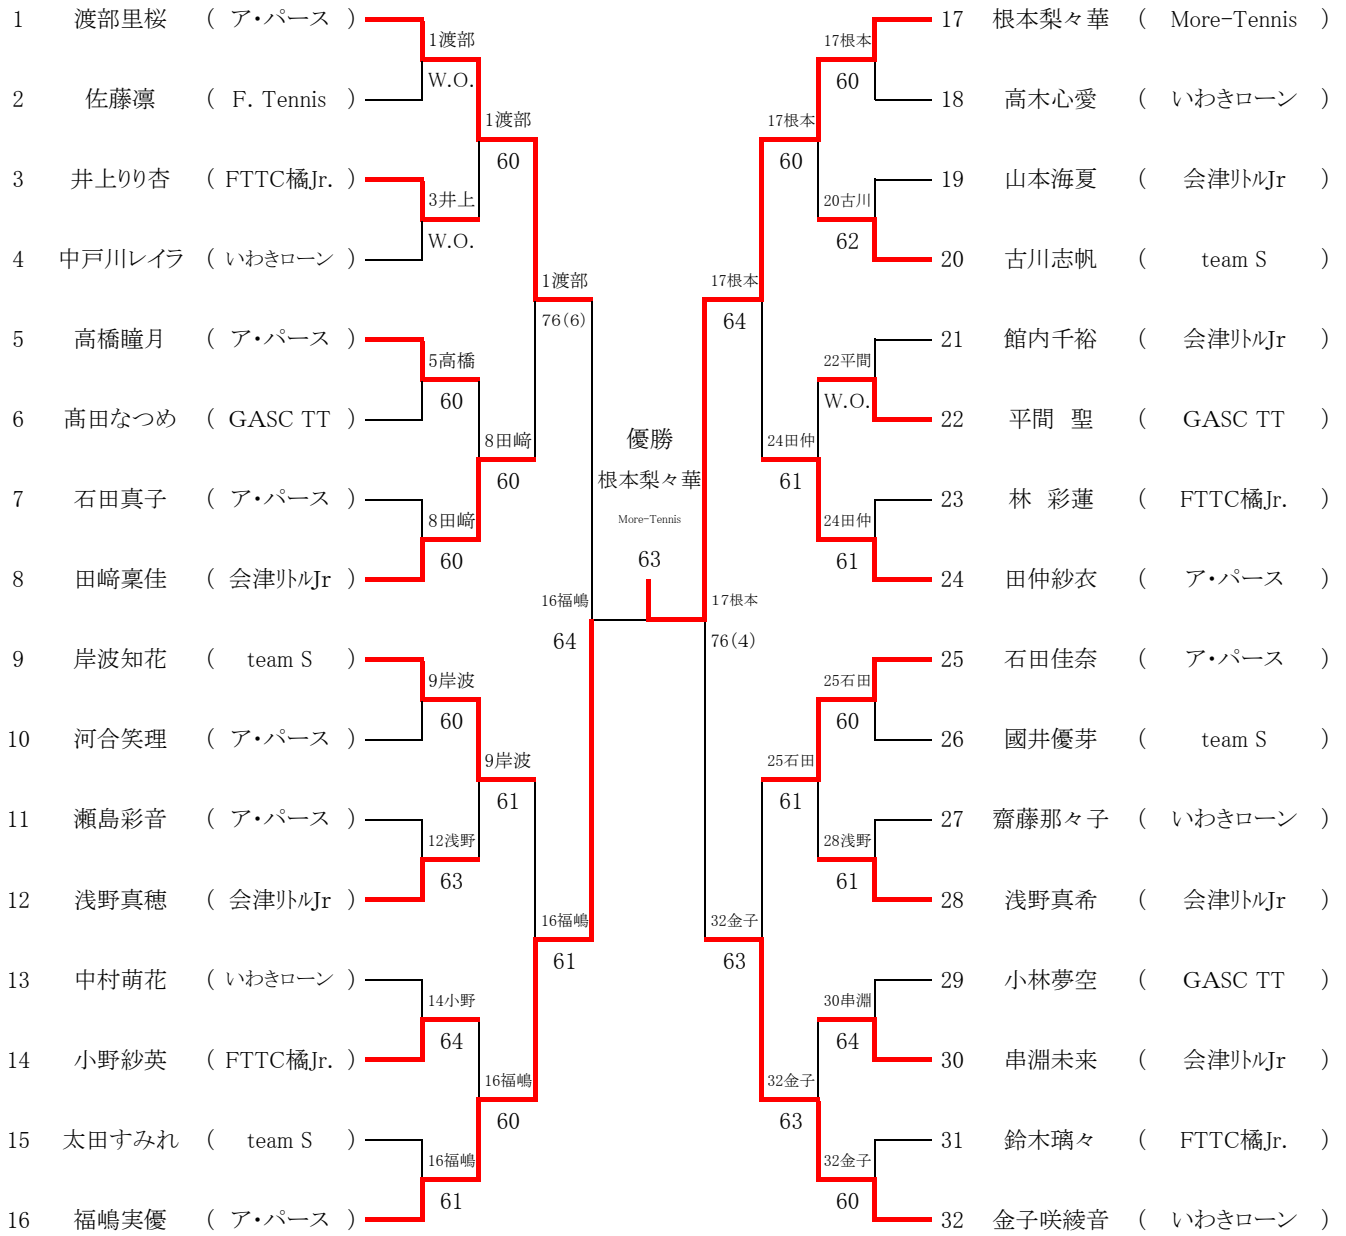 1 渡部里桜 ( ア・パース )
2 佐藤凛 ( F. Tennis )
3 井上りり杏 ( FTTC橘Jr. )
4 中戸川レイラ ( いわきローン )
5 高橋瞳月 ( ア・パース )
6 髙田なつめ ( GASC TT )
7 石田真子 ( ア・パース )
8 田﨑稟佳 ( 会津リトルJr )
9 岸波知花 ( team S )
10 河合笑理 ( ア・パース )
11 瀬島彩音 ( ア・パース )
12 浅野真穂 ( 会津リトルJr )
13 中村萌花 ( いわきローン )
14 小野紗英 ( FTTC橘Jr. )
15 太田すみれ ( team S )
16 福嶋実優 ( ア・パース )
1渡部
W.O.
3井上
W.O.
5高橋
60
8田﨑
60
9岸波
60
12浅野
63
14小野
64
16福嶋
61
1渡部
60
8田﨑
60
9岸波
61
16福嶋
60
1渡部
76(6)
16福嶋
61
16福嶋
64
優勝
根本梨々華
More-Tennis
63
17根本
76(4)
17根本
64
32金子
63
17根本
60
24田仲
61
25石田
61
32金子
63
17根本
60
20古川
62
22平間
W.O.
24田仲
61
25石田
60
28浅野
61
30串淵
64
32金子
60
17 根本梨々華 ( More-Tennis )
18 高木心愛 ( いわきローン )
19 山本海夏 ( 会津リトルJr )
20 古川志帆 ( team S )
21 館内千裕 ( 会津リトルJr )
22 平間 聖 ( GASC TT )
23 林 彩蓮 ( FTTC橘Jr. )
24 田仲紗衣 ( ア・パース )
25 石田佳奈 ( ア・パース )
26 國井優芽 ( team S )
27 齋藤那々子 ( いわきローン )
28 浅野真希 ( 会津リトルJr )
29 小林夢空 ( GASC TT )
30 串淵未来 ( 会津リトルJr )
31 鈴木璃々 ( FTTC橘Jr. )
32 金子咲綾音 ( いわきローン )